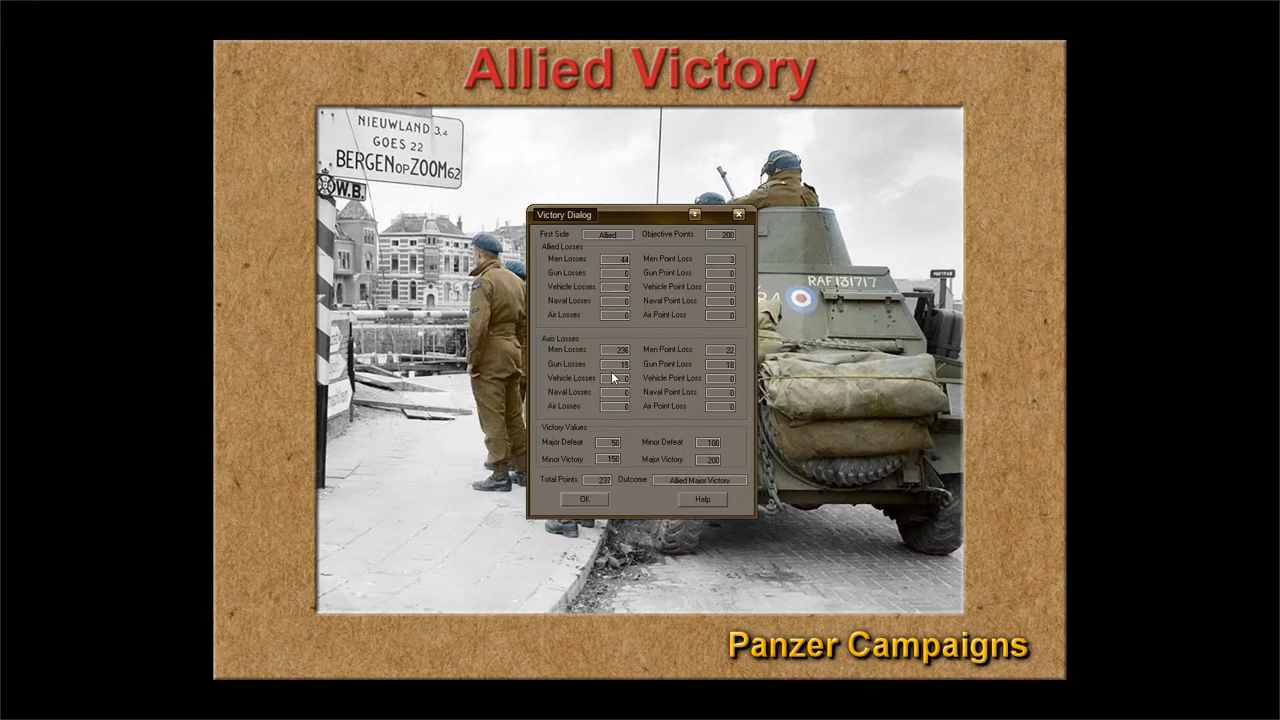 Allied Victory
NIEUWLAND 3,4
GOES 22
BERGEN OP ZOOM 62
W.B.
RAF 131717
Victory Dialog
First Side Allied Objective Points 200
Allied Losses
Men Losses 44 Men Point Loss 3
Gun Losses 0 Gun Point Loss 0
Vehicle Losses 0 Vehicle Point Loss 0
Naval Losses 0 Naval Point Loss 0
Air Losses 0 Air Point Loss 0
Axis Losses
Men Losses 236 Men Point Loss 22
Gun Losses 15 Gun Point Loss 18
Vehicle Losses 0 Vehicle Point Loss 0
Naval Losses 0 Naval Point Loss 0
Air Losses 0 Air Point Loss 0
Victory Values
Major Defeat 50 Minor Defeat 100
Minor Victory 150 Major Victory 200
Total Points 237 Outcome Allied Major Victory
OK Help
Panzer Campaigns